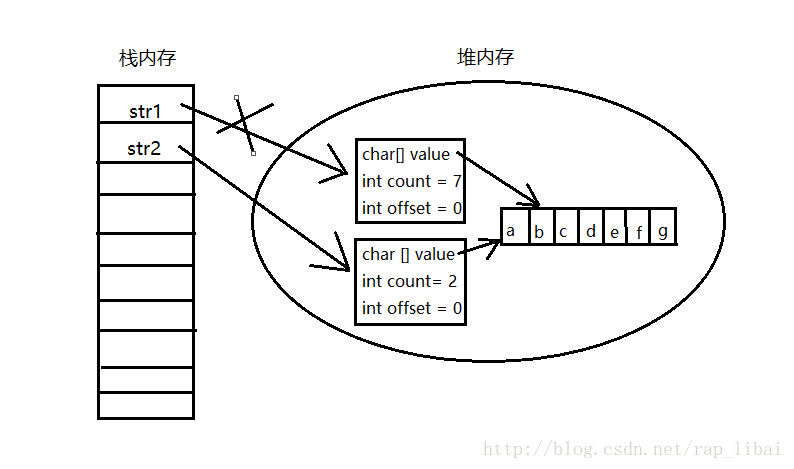 栈内存
堆内存
str1
str2
char[] value
int count = 7
int offset = 0
char [] value
int count= 2
int offset = 0
a b c d e f g
http://blog.csdn.net/rap_libai